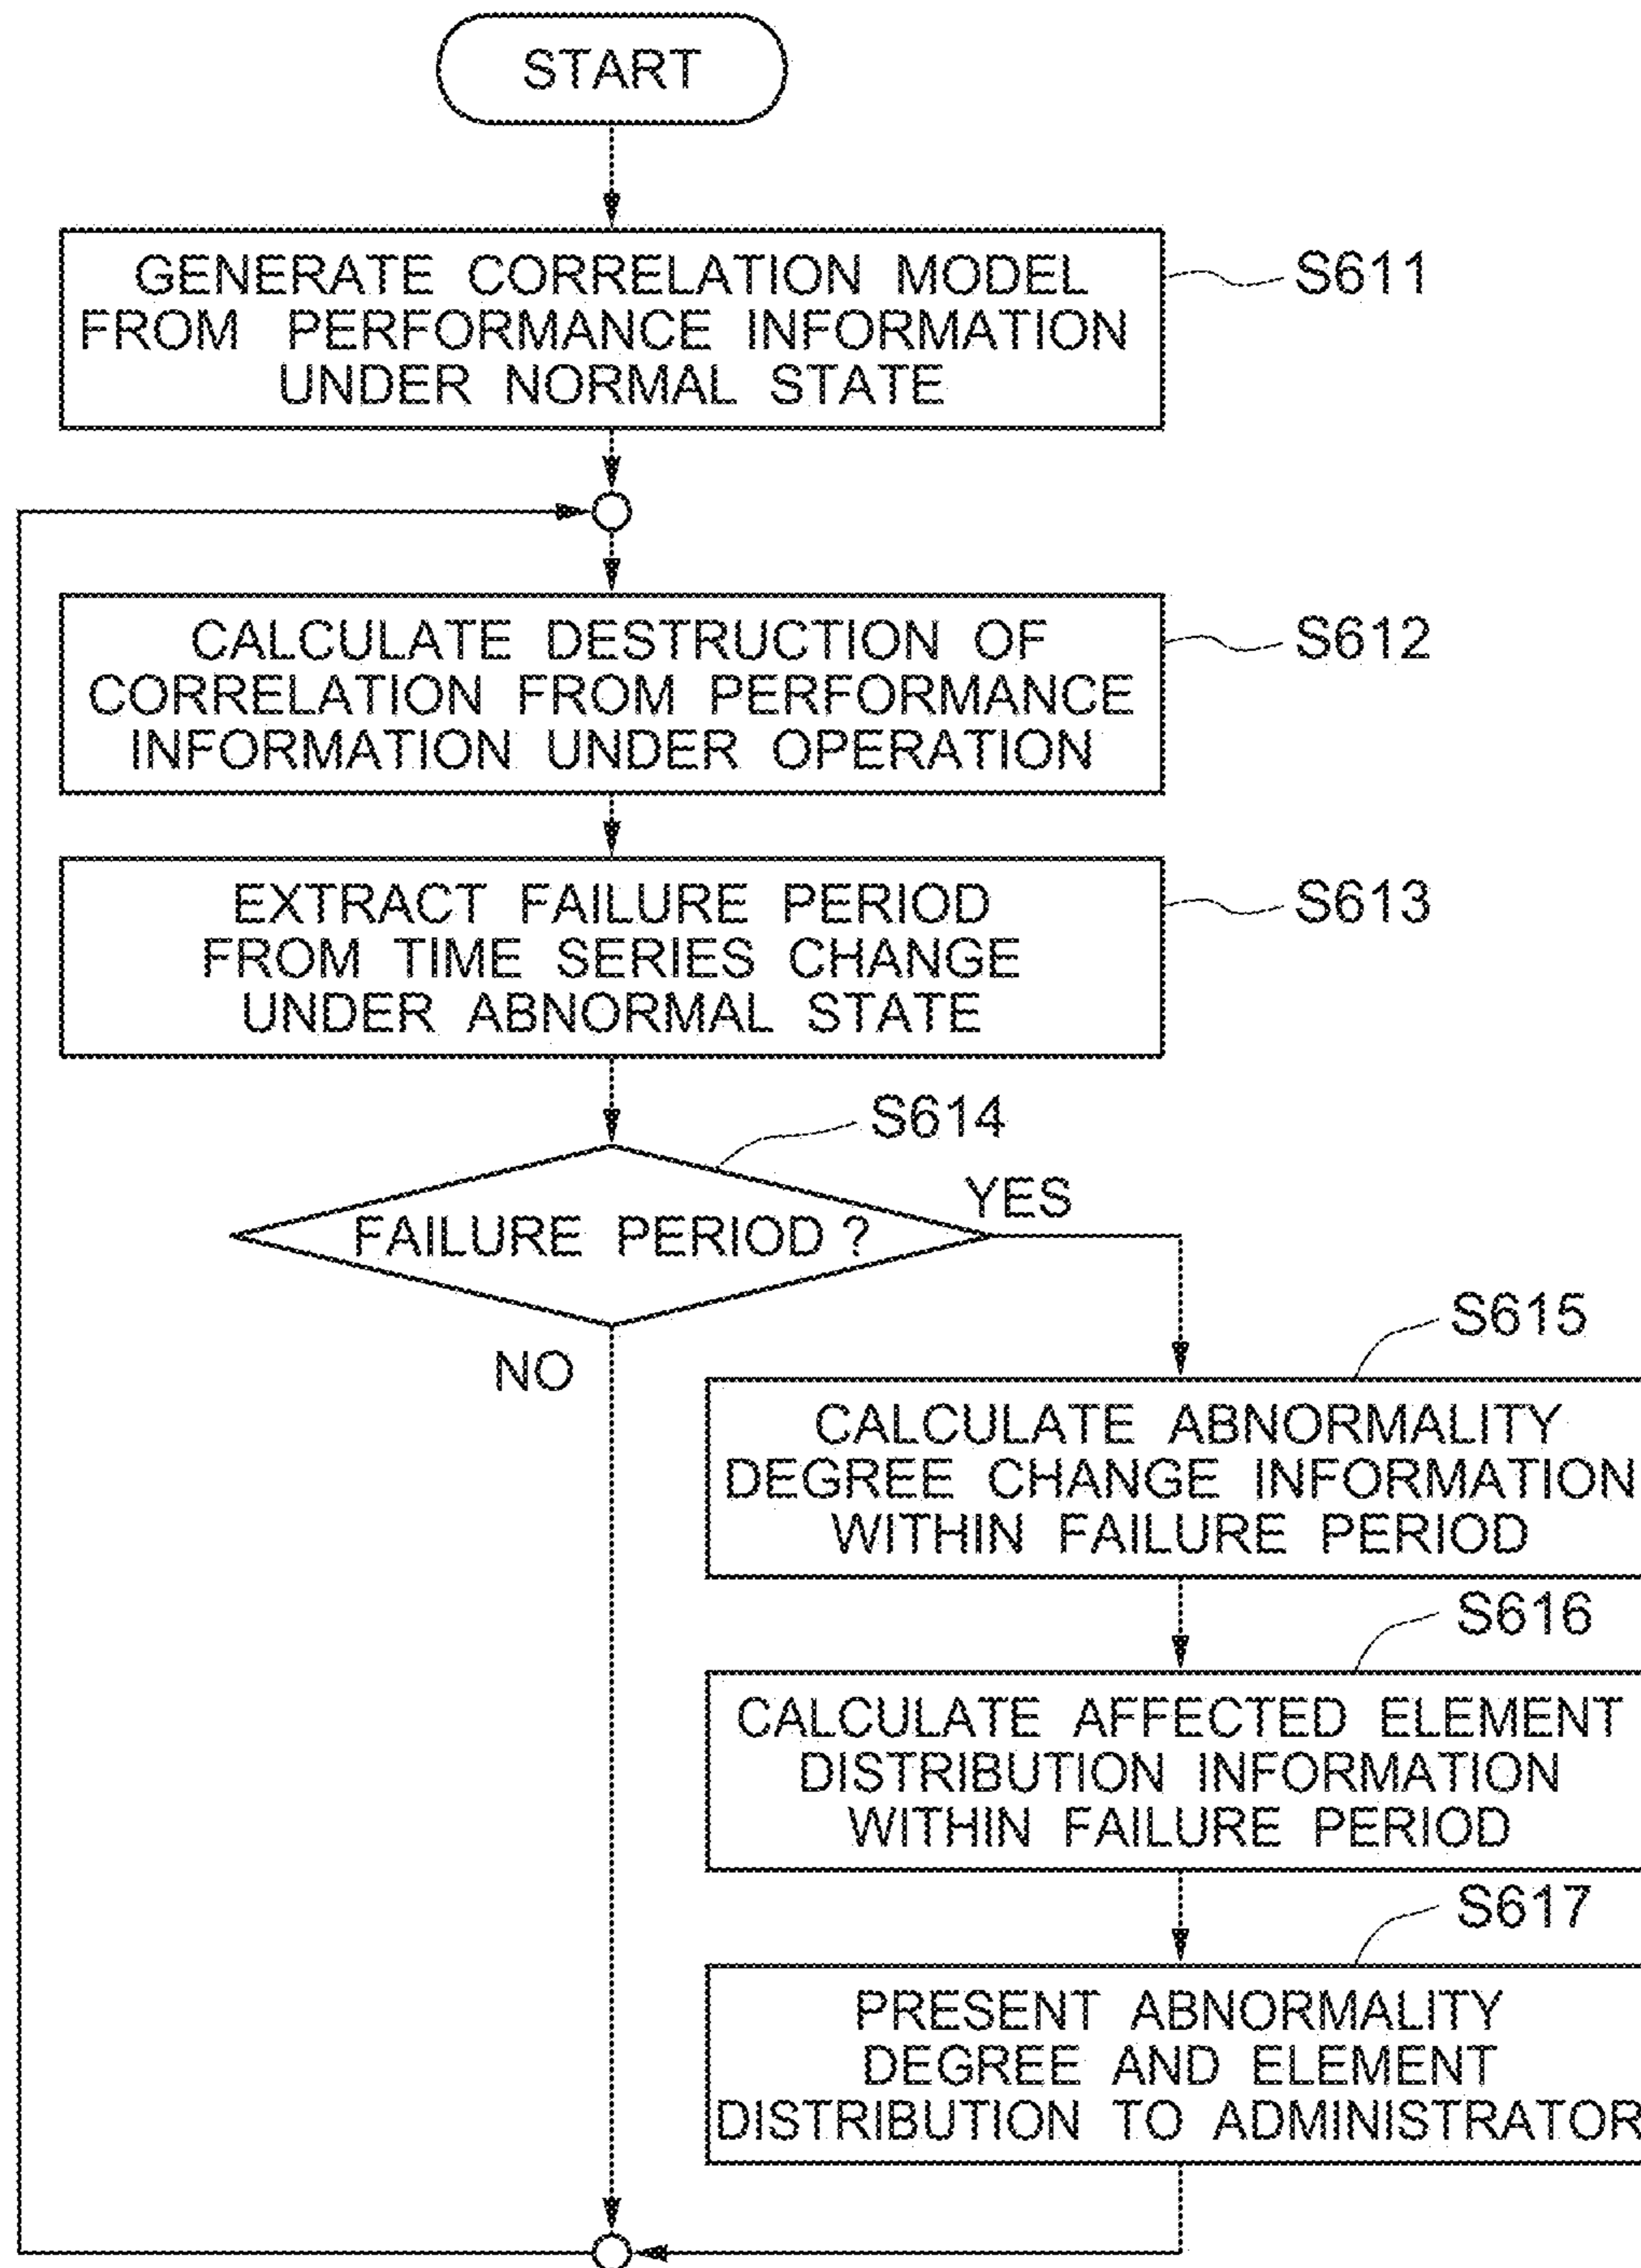 START
GENERATE CORRELATION MODEL
FROM PERFORMANCE INFORMATION
UNDER NORMAL STATE
S611
CALCULATE DESTRUCTION OF
CORRELATION FROM PERFORMANCE
INFORMATION UNDER OPERATION
S612
EXTRACT FAILURE PERIOD
FROM TIME SERIES CHANGE
UNDER ABNORMAL STATE
S613
S614
FAILURE PERIOD ?
YES
NO
S615
CALCULATE ABNORMALITY
DEGREE CHANGE INFORMATION
WITHIN FAILURE PERIOD
S616
CALCULATE AFFECTED ELEMENT
DISTRIBUTION INFORMATION
WITHIN FAILURE PERIOD
S617
PRESENT ABNORMALITY
DEGREE AND ELEMENT
DISTRIBUTION TO ADMINISTRATOR